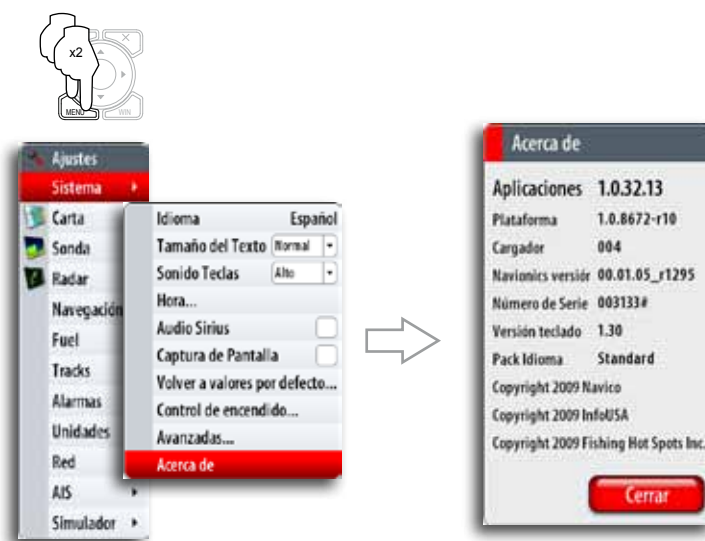 x2
MENU
WIN
Ajustes
Sistema
Carta
Sonda
Radar
Navegación
Fuel
Tracks
Alarmas
Unidades
Red
AIS
Simulador
Idioma Español
Tamaño del Texto Normal
Sonido Teclas Alto
Hora...
Audio Sirius
Captura de Pantalla
Volver a valores por defecto...
Control de encendido...
Avanzadas...
Acerca de
Acerca de
Aplicaciones 1.0.32.13
Plataforma 1.0.8672-r10
Cargador 004
Navionics versiór 00.01.05_r1295
Número de Serie 003133#
Versión teclado 1.30
Pack Idioma Standard
Copyright 2009 Navico
Copyright 2009 InfoUSA
Copyright 2009 Fishing Hot Spots Inc.
Cerrar